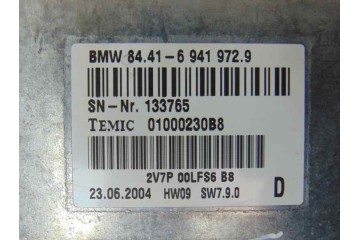 BMW 84.41-6 941 972.9
SN-Nr. 133765
TEMIC 01000230B8
2V7P 00LFS6 B8
23.06.2004 HW09 SW7.9.0 D